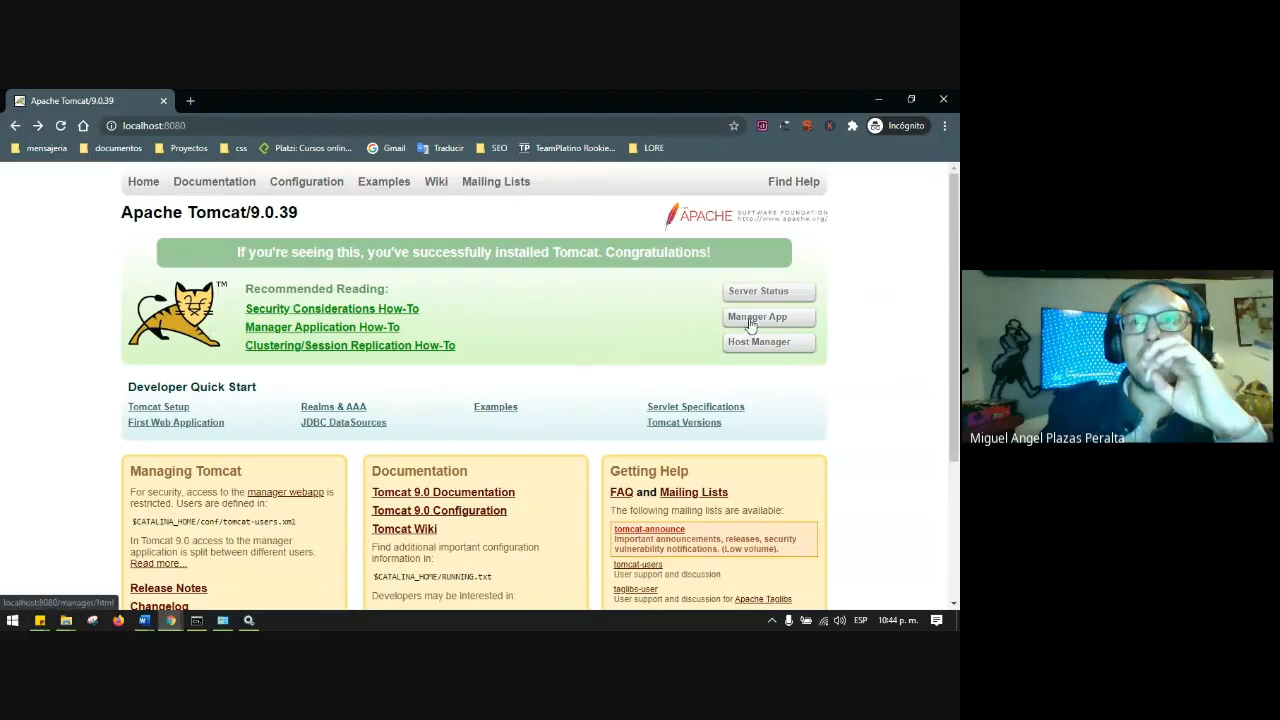 Apache Tomcat/9.0.39
localhost:8080
Incógnito
mensajeria
documentos
Proyectos
css
Platzi: Cursos onlin...
Gmail
Traducir
SEO
TP TeamPlatino Rookie...
LORE
Home
Documentation
Configuration
Examples
Wiki
Mailing Lists
Find Help
Apache Tomcat/9.0.39
THE APACHE SOFTWARE FOUNDATION
http://www.apache.org/
If you're seeing this, you've successfully installed Tomcat. Congratulations!
TM
Recommended Reading:
Security Considerations How-To
Manager Application How-To
Clustering/Session Replication How-To
Server Status
Manager App
Host Manager
Developer Quick Start
Tomcat Setup
First Web Application
Realms & AAA
JDBC DataSources
Examples
Servlet Specifications
Tomcat Versions
Managing Tomcat
For security, access to the manager webapp is
restricted. Users are defined in:
$CATALINA_HOME/conf/tomcat-users.xml
In Tomcat 9.0 access to the manager
application is split between different users.
Read more...
Release Notes
Changelog
Documentation
Tomcat 9.0 Documentation
Tomcat 9.0 Configuration
Tomcat Wiki
Find additional important configuration
information in:
$CATALINA_HOME/RUNNING.txt
Developers may be interested in:
Getting Help
FAQ and Mailing Lists
The following mailing lists are available:
tomcat-announce
Important announcements, releases, security
vulnerability notifications. (Low volume).
tomcat-users
User support and discussion
taglibs-user
User support and discussion for Apache Taglibs
localhost:8080/manager/html
ESP
10:44 p. m.
Miguel Angel Plazas Peralta